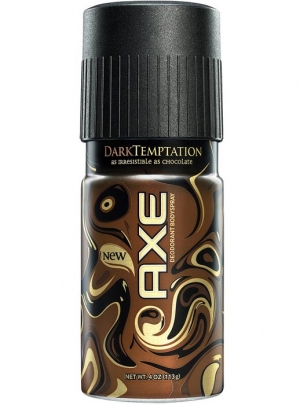 DARKTEMPTATION
AS IRRESISTIBLE AS CHOCOLATE
NEW
AXE
DEODORANT BODYSPRAY
NET WT. 4 OZ (113g)